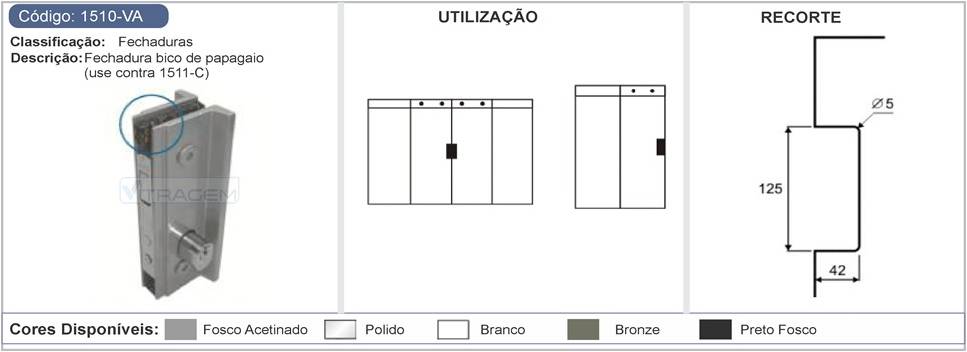 Código: 1510-VA
Classificação: Fechaduras
Descrição: Fechadura bico de papagaio
(use contra 1511-C)
VITRAGEM
UTILIZAÇÃO
RECORTE
Ø5
125
42
Cores Disponíveis: Fosco Acetinado Polido Branco Bronze Preto Fosco